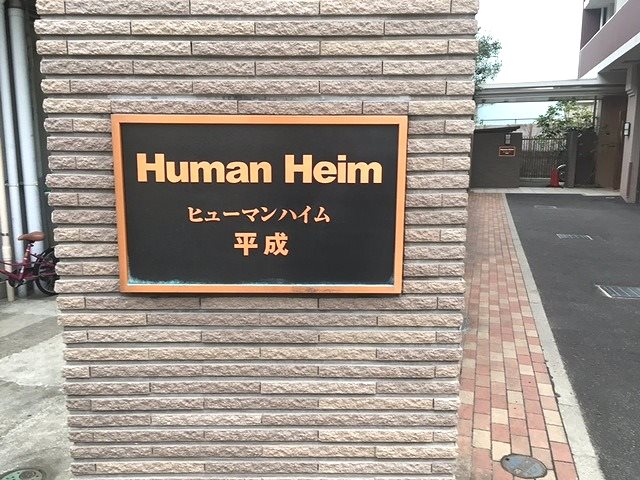 Human Heim
ヒューマンハイム
平成